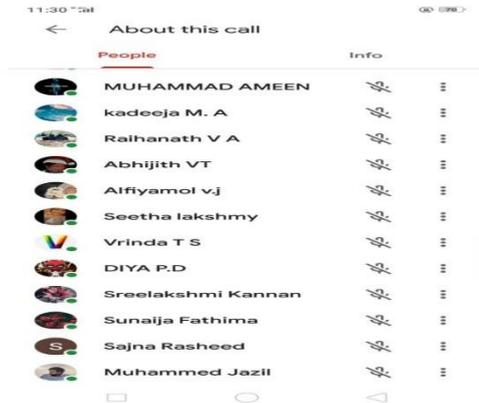 11:30
About this call
People Info
MUHAMMAD AMEEN
kadeeja M. A
Raihanath V A
Abhijith VT
Alfiyamol v.j
Seetha lakshmy
V. Vrinda T S
DIYA P.D
Sreelakshmi Kannan
Sunaija Fathima
S Sajna Rasheed
Muhammed Jazil